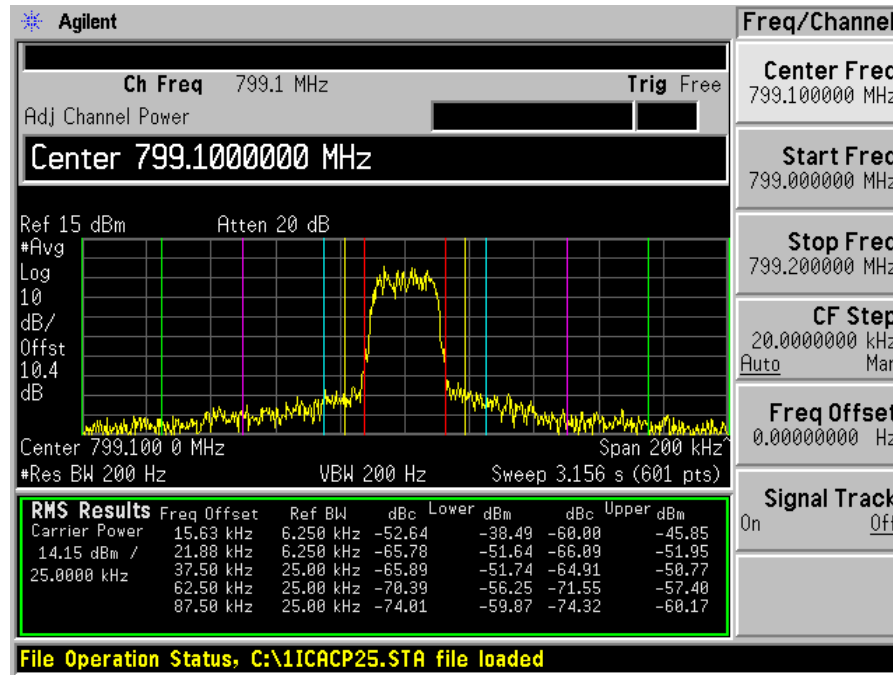 Agilent
Freq/Channel
Ch Freq 799.1 MHz Trig Free
Adj Channel Power
Center 799.1000000 MHz
Ref 15 dBm Atten 20 dB
#Avg
Log
10
dB/
Offst
10.4
dB
Center 799.100 0 MHz Span 200 kHz^
#Res BW 200 Hz VBW 200 Hz Sweep 3.156 s (601 pts)
RMS Results Freq Offset Ref BW dBc Lower dBm dBc Upper dBm
Carrier Power 15.63 kHz 6.250 kHz -52.64 -38.49 -60.00 -45.85
14.15 dBm / 21.88 kHz 6.250 kHz -65.78 -51.64 -66.09 -51.95
25.0000 kHz 37.50 kHz 25.00 kHz -65.89 -51.74 -64.91 -50.77
62.50 kHz 25.00 kHz -70.39 -56.25 -71.55 -57.40
87.50 kHz 25.00 kHz -74.01 -59.87 -74.32 -60.17
Center Freq
799.100000 MHz
Start Freq
799.000000 MHz
Stop Freq
799.200000 MHz
CF Step
20.0000000 kHz
Auto Man
Freq Offset
0.00000000 Hz
Signal Track
On Off
File Operation Status, C:\1ICACP25.STA file loaded